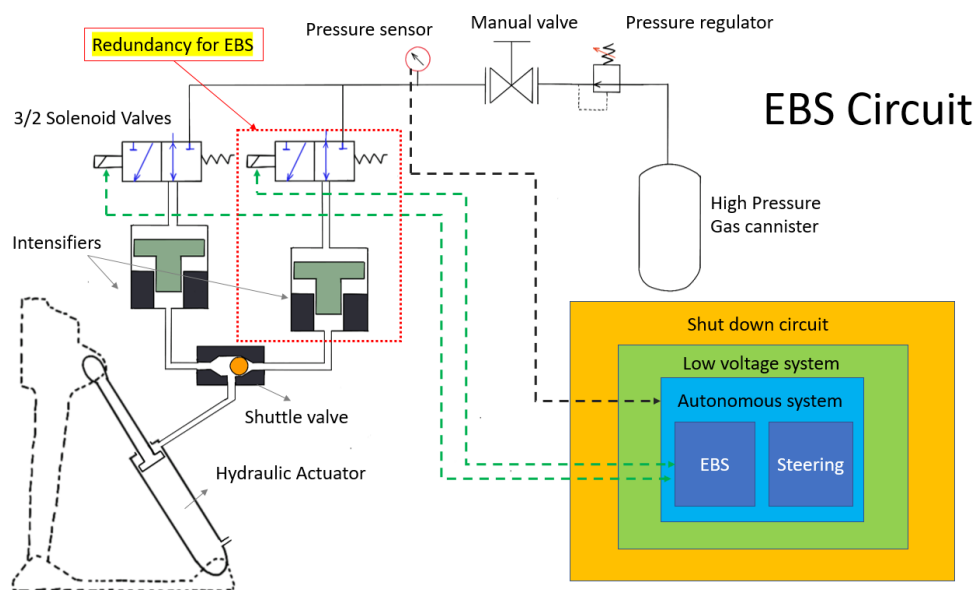 Redundancy for EBS
Pressure sensor
Manual valve
Pressure regulator
EBS Circuit
3/2 Solenoid Valves
High Pressure
Gas cannister
Intensifiers
Shut down circuit
Low voltage system
Autonomous system
EBS
Steering
Shuttle valve
Hydraulic Actuator